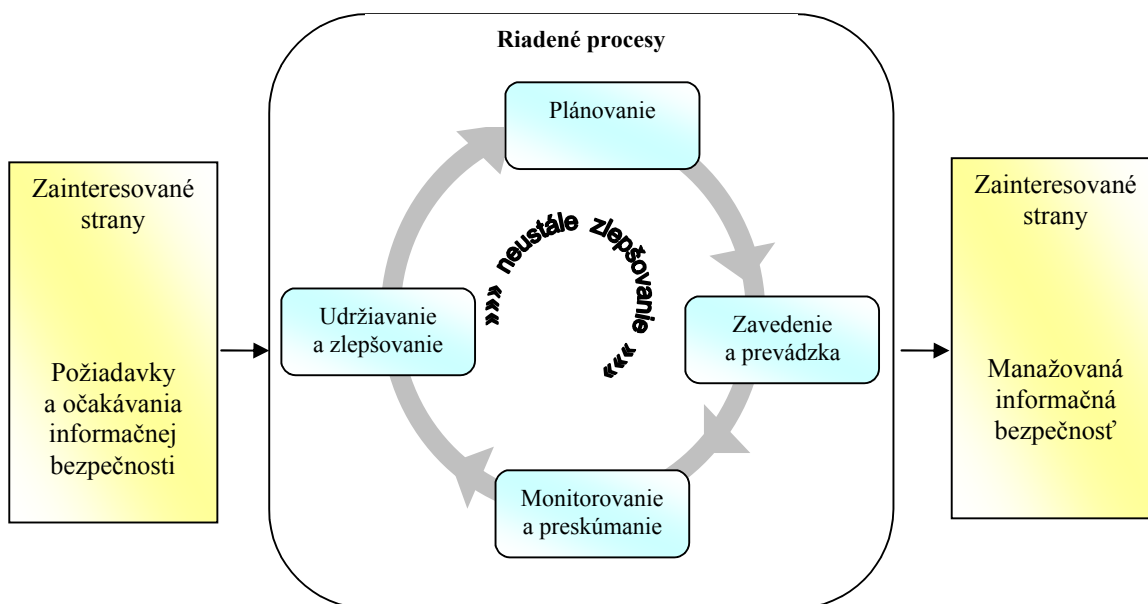 Riadené procesy
Zainteresované
strany
Požiadavky
a očakávania
informačnej
bezpečnosti
Plánovanie
««« neustále zlepšovanie »»»
Udržiavanie
a zlepšovanie
Zavedenie
a prevádzka
Monitorovanie
a preskúmanie
Zainteresované
strany
Manažovaná
informačná
bezpečnosť